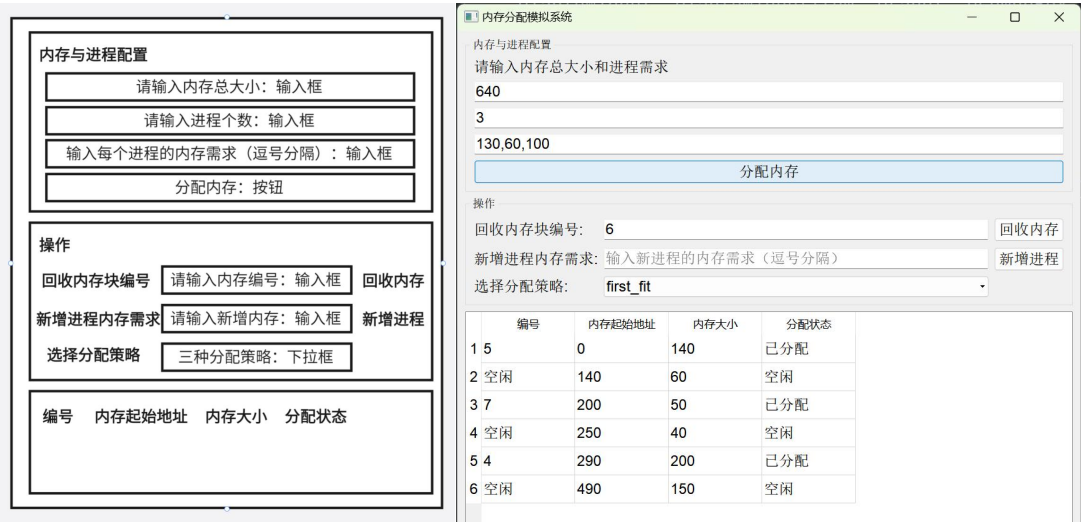 内存与进程配置
请输入内存总大小：输入框
请输入进程个数：输入框
输入每个进程的内存需求（逗号分隔）：输入框
分配内存：按钮
操作
回收内存块编号 请输入内存编号：输入框 回收内存
新增进程内存需求 请输入新增内存：输入框 新增进程
选择分配策略 三种分配策略：下拉框
编号 内存起始地址 内存大小 分配状态
内存分配模拟系统
内存与进程配置
请输入内存总大小和进程需求
640
3
130,60,100
分配内存
操作
回收内存块编号: 6 回收内存
新增进程内存需求: 输入新进程的内存需求（逗号分隔） 新增进程
选择分配策略: first_fit
编号 内存起始地址 内存大小 分配状态
1 5 0 140 已分配
2 空闲 140 60 空闲
3 7 200 50 已分配
4 空闲 250 40 空闲
5 4 290 200 已分配
6 空闲 490 150 空闲